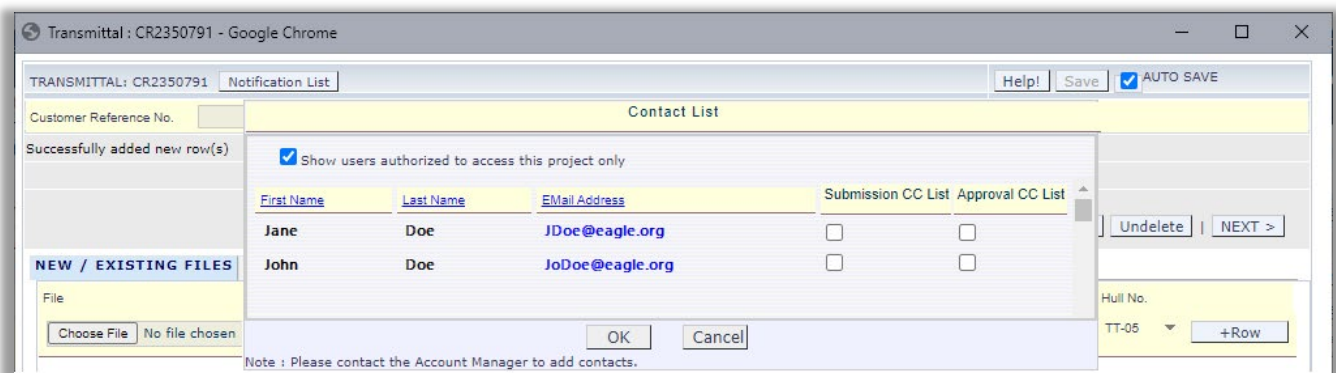 Transmittal : CR2350791 - Google Chrome
TRANSMITTAL: CR2350791 Notification List Help! Save AUTO SAVE
Customer Reference No.
Contact List
Successfully added new row(s)
Show users authorized to access this project only
First Name Last Name EMail Address Submission CC List Approval CC List
Jane Doe JDoe@eagle.org
Undelete | NEXT >
John Doe JoDoe@eagle.org
NEW / EXISTING FILES
File Hull No.
Choose File No file chosen TT-05 +Row
OK Cancel
Note : Please contact the Account Manager to add contacts.